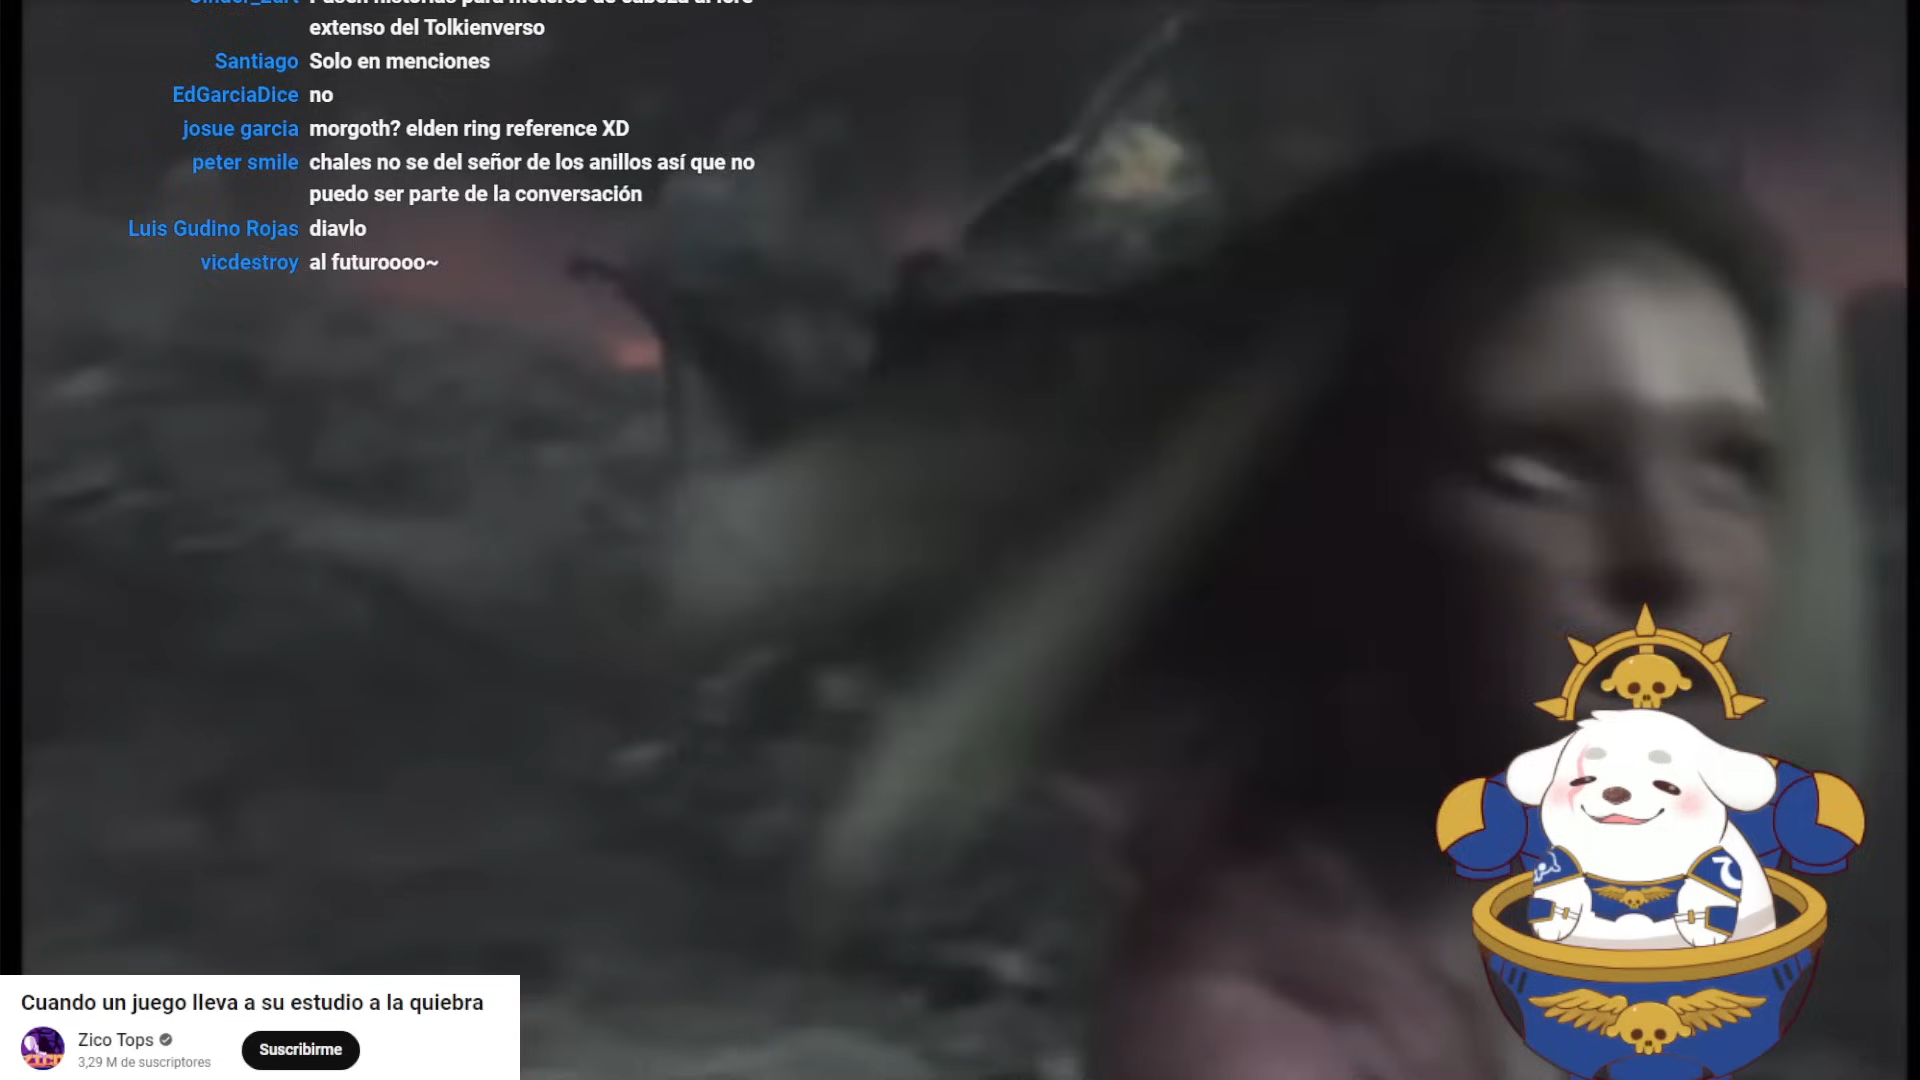 extenso del Tolkienverso
Santiago Solo en menciones
EdGarciaDice no
josue garcia morgoth? elden ring reference XD
peter smile chales no se del señor de los anillos así que no
puedo ser parte de la conversación
Luis Gudino Rojas diavlo
vicdestroy al futuroooo~
Cuando un juego lleva a su estudio a la quiebra
Zico Tops
3,29 M de suscriptores
Suscribirme